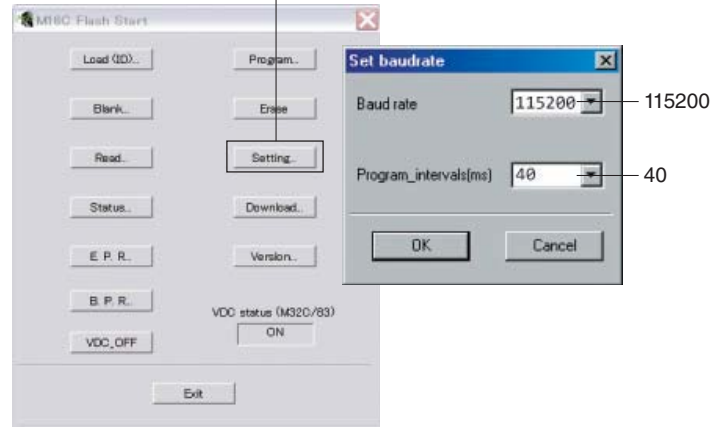 M16C Flash Start
Load (ID)...
Program...
Blank...
Erase
Read...
Setting...
Status...
Download...
E. P. R...
Version...
B. P. R...
VDC status (M32C/83)
VDC_OFF
ON
Exit
Set baudrate
Baud rate
115200
115200
Program_intervals(ms)
40
40
OK
Cancel